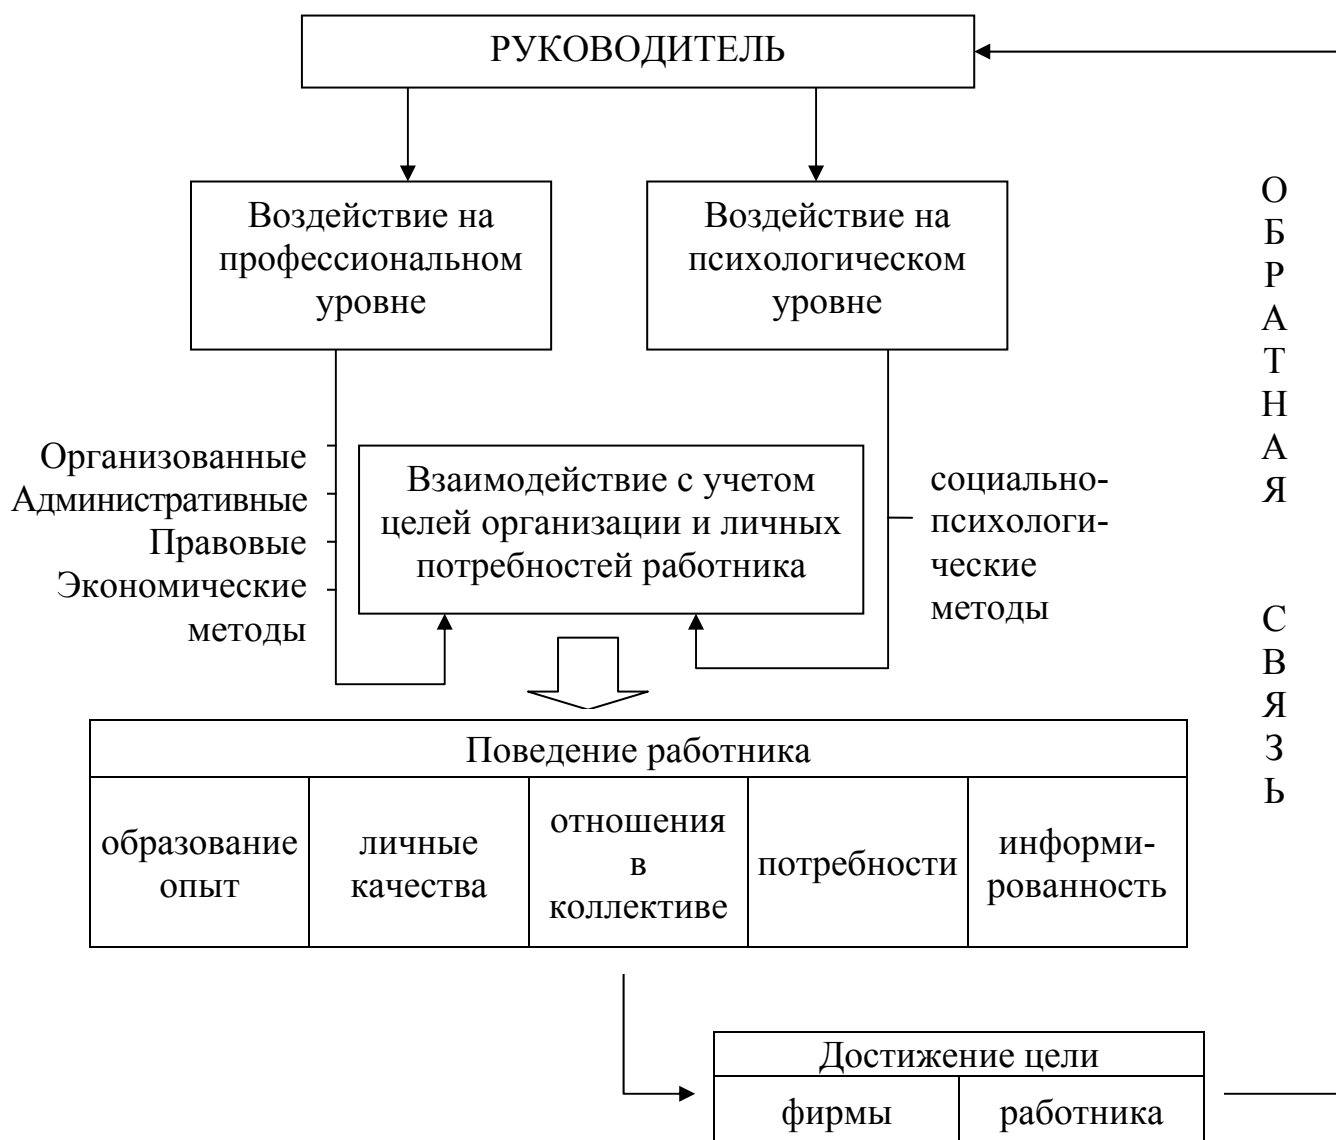 РУКОВОДИТЕЛЬ
Воздействие на
профессиональном
уровне
Воздействие на
психологическом
уровне
Организованные
Административные
Правовые
Экономические
методы
Взаимодействие с учетом
целей организации и личных
потребностей работника
социально-
психологи-
ческие
методы
О
Б
Р
А
Т
Н
А
Я
С
В
Я
З
Ь
Поведение работника
образование
опыт
личные
качества
отношения
в
коллективе
потребности
информи-
рованность
Достижение цели
фирмы
работника